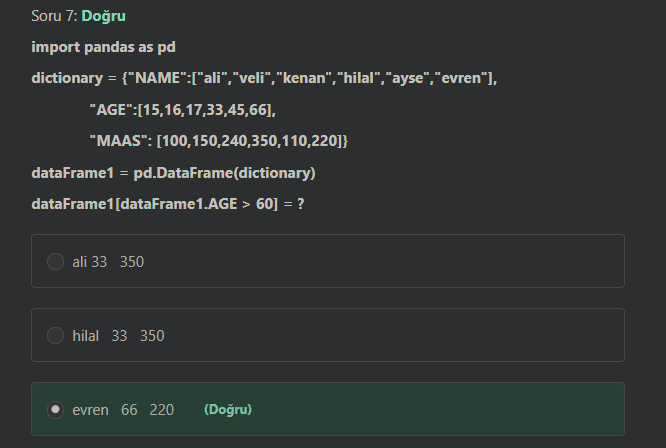 Soru 7: Doğru
import pandas as pd
dictionary = {"NAME":["ali","veli","kenan","hilal","ayse","evren"],
"AGE":[15,16,17,33,45,66],
"MAAS": [100,150,240,350,110,220]}
dataFrame1 = pd.DataFrame(dictionary)
dataFrame1[dataFrame1.AGE > 60] = ?
ali 33 350
hilal 33 350
evren 66 220 (Doğru)